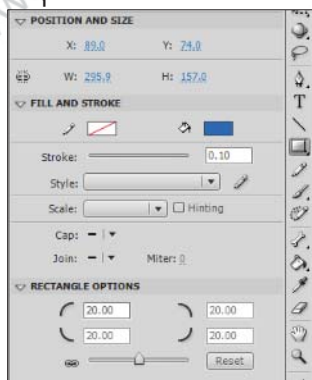 POSITION AND SIZE
X: 89.0 Y: 74.0
W: 295.9 H: 157.0
FILL AND STROKE
Stroke: 0.10
Style:
Scale: Hinting
Cap:
Join: Miter:
RECTANGLE OPTIONS
20.00 20.00
20.00 20.00
Reset
T